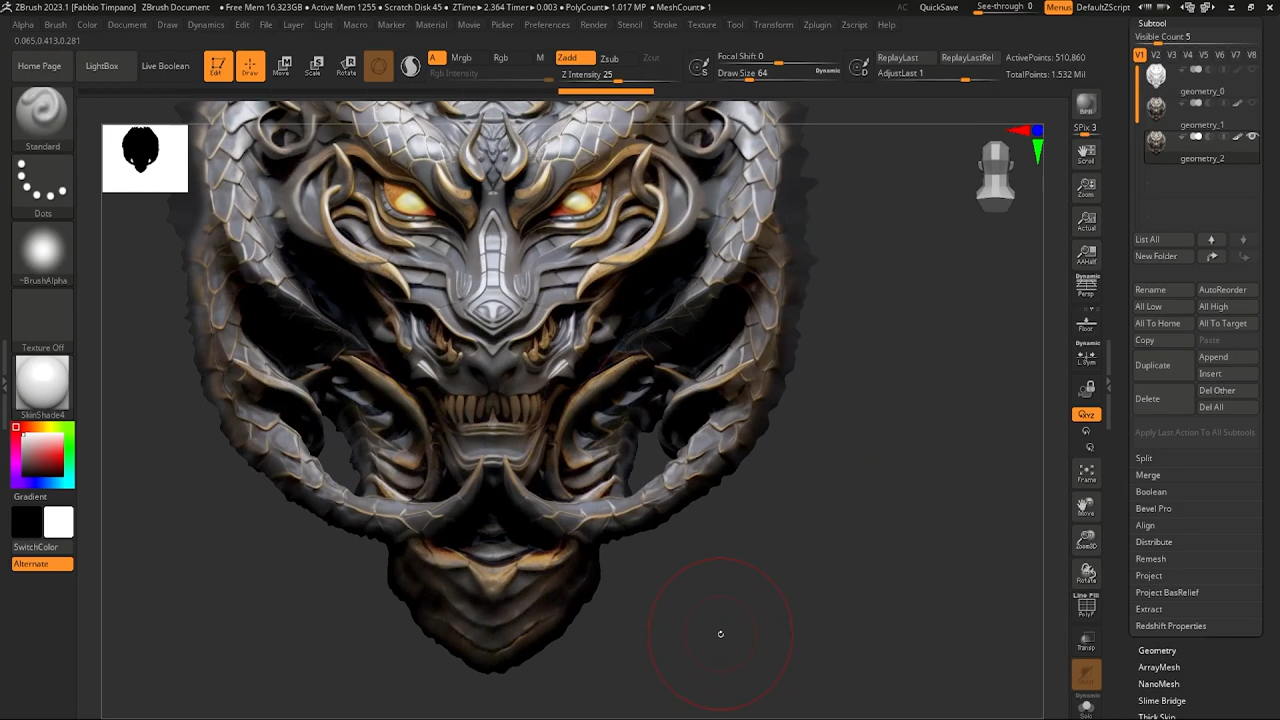 ZBrush 2023.1 [Fabbio Timpano] ZBrush Document ● Free Mem 16.323GB ● Active Mem 1255 ● Scratch Disk 45 ● ZTime▸2.364 Timer▸0.003 ● PolyCount▸1.017 MP ● MeshCount▸1 AC QuickSave See-through 0 Menus DefaultZScript
Alpha Brush Color Document Draw Dynamics Edit File Layer Light Macro Marker Material Movie Picker Preferences Render Stencil Stroke Texture Tool Transform Zplugin Zscript Help
0.065,0.413,0.281
Home Page LightBox Live Boolean Edit Draw Move Scale Rotate
A Mrgb Rgb M Zadd Zsub Zcut
Rgb Intensity Z Intensity 25
Focal Shift 0
Draw Size 64 Dynamic
S D
ReplayLast ReplayLastRel
AdjustLast 1
ActivePoints: 510,860
TotalPoints: 1.532 Mil
Standard
Dots
~BrushAlpha
Texture Off
SkinShade4
Gradient
SwitchColor
Alternate
BPR
SPix 3
Scroll
Zoom
Actual
AAHalf
Dynamic
Persp
Floor
Dynamic
L.Sym
XYZ
Frame
Move
Zoom3D
Rotate
Line Fill
PolyF
Transp
Dynamic
Solo
Subtool
Visible Count 5
V1 V2 V3 V4 V5 V6 V7 V8
geometry_0
geometry_1
geometry_2
List All
New Folder
Rename AutoReorder
All Low All High
All To Home All To Target
Copy Paste
Duplicate Append
Insert
Delete Del Other
Del All
Apply Last Action To All Subtools
Split
Merge
Boolean
Bevel Pro
Align
Distribute
Remesh
Project
Project BasRelief
Extract
Redshift Properties
Geometry
ArrayMesh
NanoMesh
Slime Bridge
Thick Skin